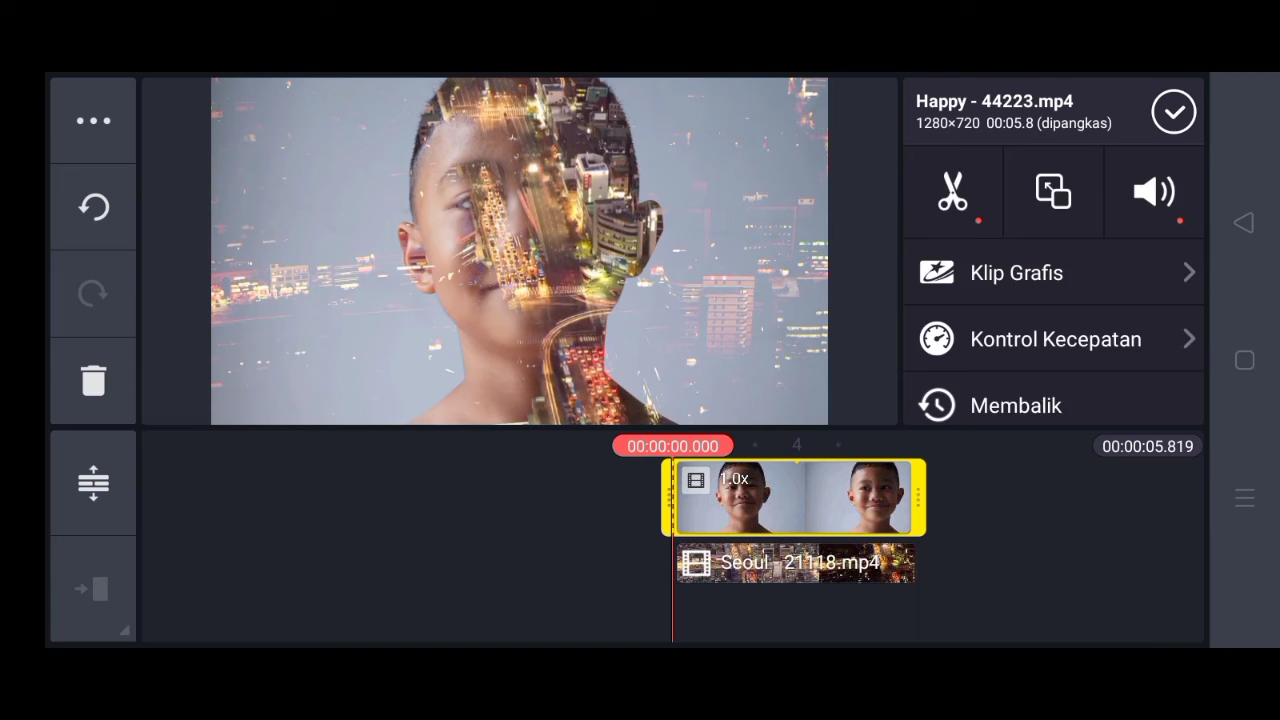 Happy - 44223.mp4
1280×720 00:05.8 (dipangkas)
Klip Grafis
Kontrol Kecepatan
Membalik
00:00:00.000
4
00:00:05.819
1.0x
Seoul - 21118.mp4